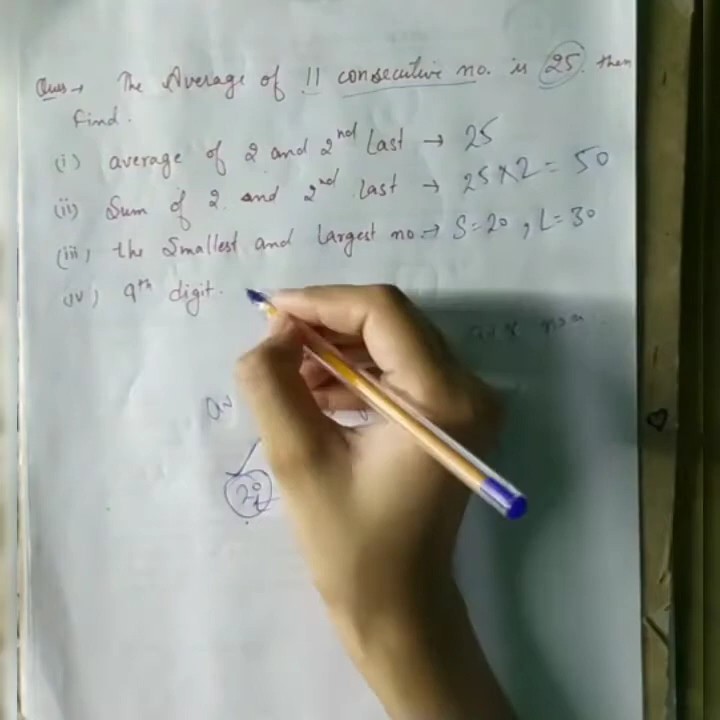 Ques → The Average of 11 consecutive no. is 25. then
find.
(i) average of 2 and 2nd Last → 25
(ii) Sum of 2 and 2nd last → 25×2 = 50
(iii) the Smallest and largest no. → S=20, L=30
(iv) 9th digit.
av
20